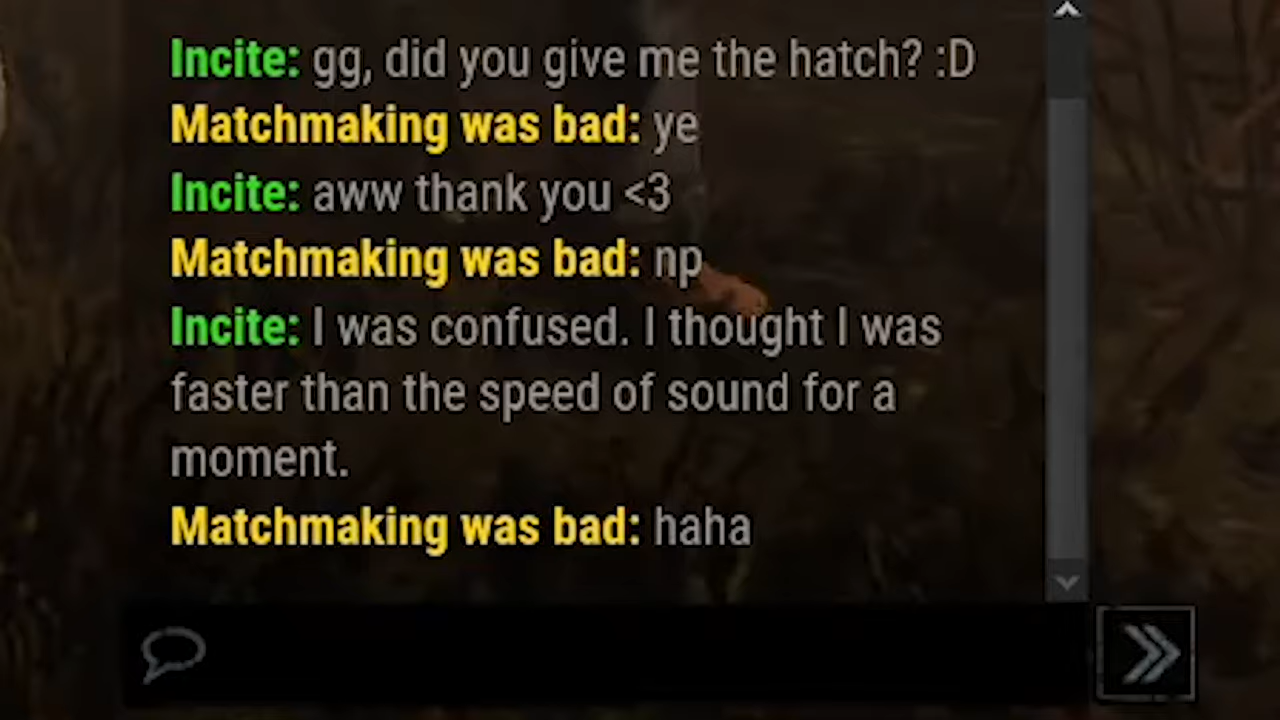 Incite: gg, did you give me the hatch? :D
Matchmaking was bad: ye
Incite: aww thank you <3
Matchmaking was bad: np
Incite: I was confused. I thought I was
faster than the speed of sound for a
moment.
Matchmaking was bad: haha